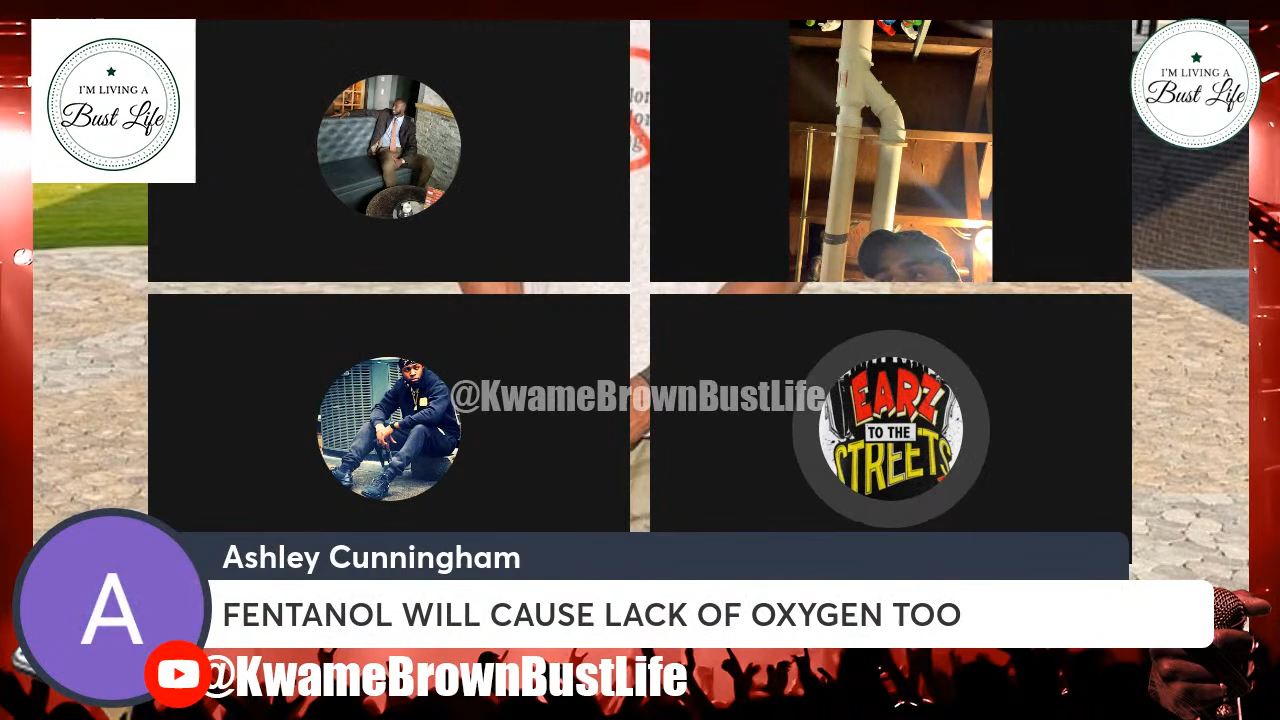 I'M LIVING A
Bust Life
I'M LIVING A
Bust Life
@KwameBrownBustLife
EARZ
TO THE
STREETS
Ashley Cunningham
A
FENTANOL WILL CAUSE LACK OF OXYGEN TOO
@KwameBrownBustLife